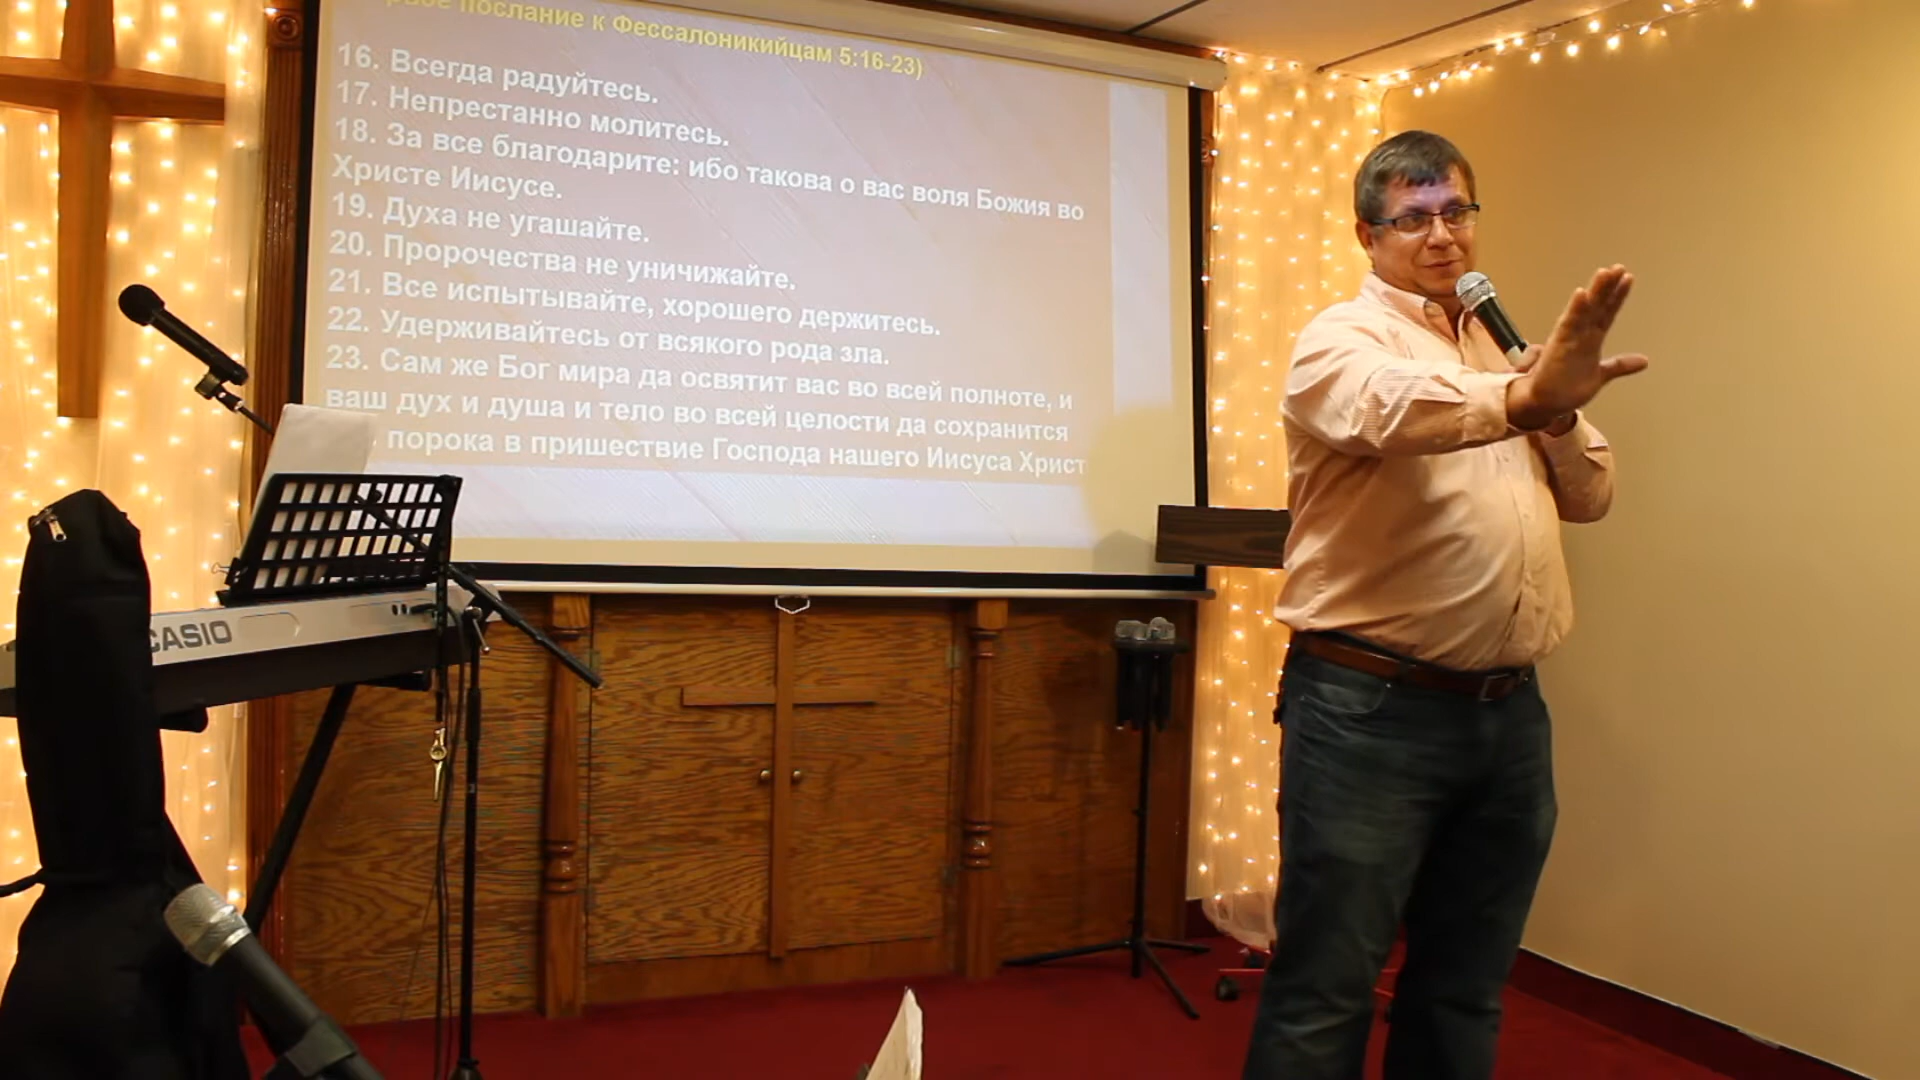 послание к Фессалоникийцам 5:16-23)
16. Всегда радуйтесь.
17. Непрестанно молитесь.
18. За все благодарите: ибо такова о вас воля Божия во
Христе Иисусе.
19. Духа не угашайте.
20. Пророчества не уничижайте.
21. Все испытывайте, хорошего держитесь.
22. Удерживайтесь от всякого рода зла.
23. Сам же Бог мира да освятит вас во всей полноте, и
ваш дух и душа и тело во всей целости да сохранится
порока в пришествие Господа нашего Иисуса Христ
CASIO